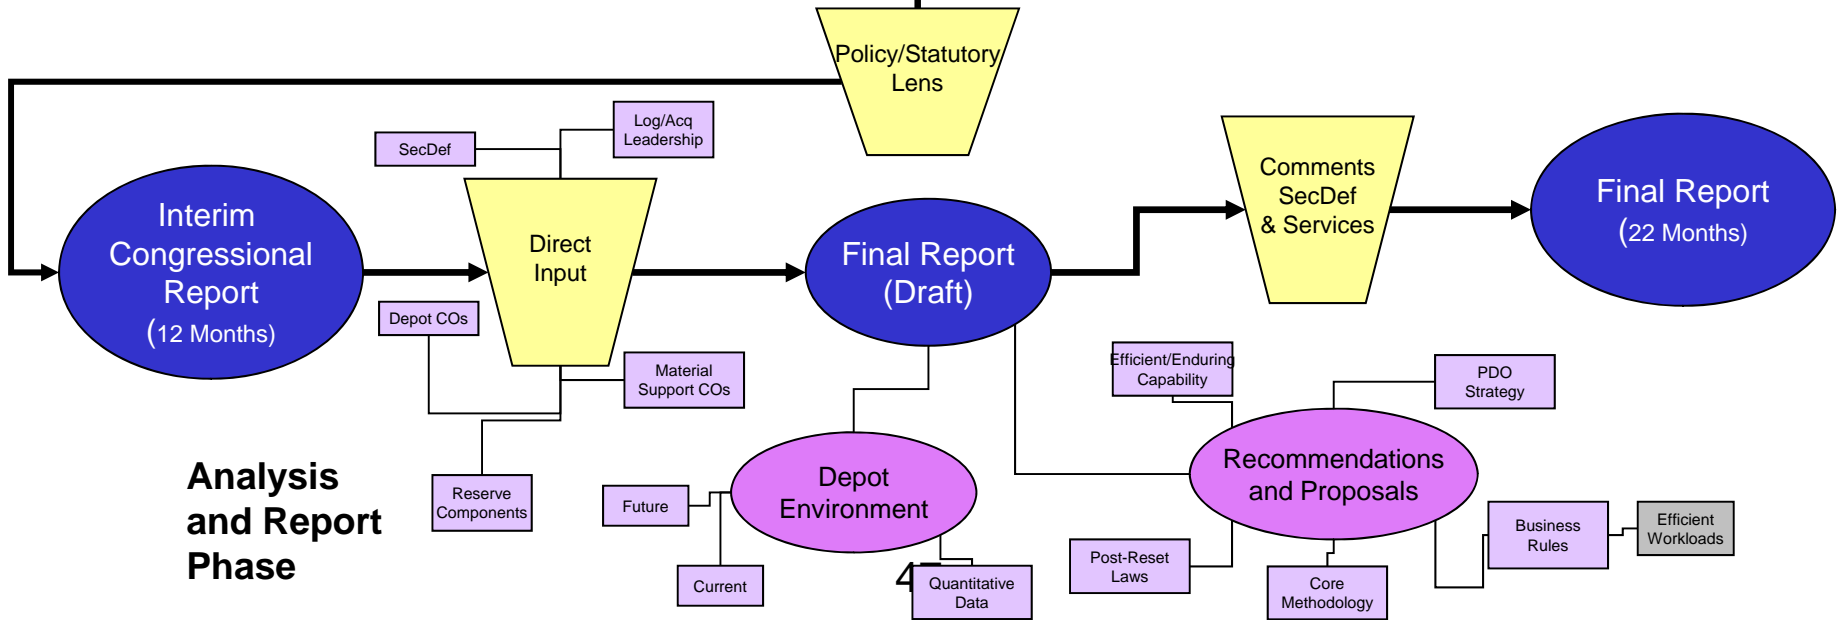 Policy/Statutory
Lens
Log/Acq
Leadership
SecDef
Interim
Congressional
Report
(12 Months)
Direct
Input
Final Report
(Draft)
Comments
SecDef
& Services
Final Report
(22 Months)
Depot COs
Material
Support COs
Reserve
Components
Analysis
and Report
Phase
Depot
Environment
Future
Current
Quantitative
Data
Efficient/Enduring
Capability
PDO
Strategy
Recommendations
and Proposals
Post-Reset
Laws
Core
Methodology
Business
Rules
Efficient
Workloads